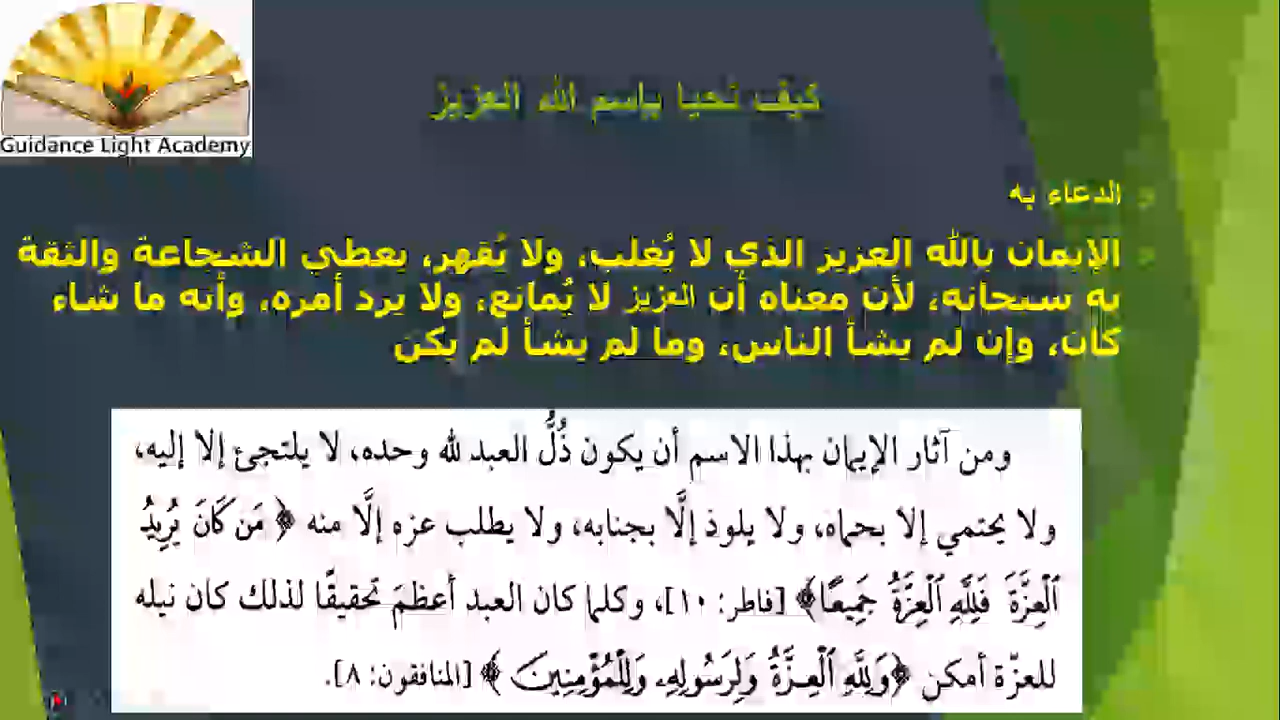 Guidance Light Academy
كيف تحيا بإسم الله العزيز
الدعاء به
الإيمان بالله العزيز الذي لا يُغلب، ولا يُقهر، يعطي الشجاعة والثقة
به سبحانه، لأن معناه أن العزيز لا يُمانع، ولا يرد أمره، وأنه ما شاء
كان، وإن لم يشأ الناس، وما لم يشأ لم يكن
ومن آثار الإيمان بهذا الاسم أن يكون ذُلُّ العبد لله وحده، لا يلتجئ إلا إليه،
ولا يحتمي إلا بحماه، ولا يلوذ إلَّا بجنابه، ولا يطلب عزه إلَّا منه ﴿ مَن كَانَ يُرِيدُ
ٱلْعِزَّةَ فَلِلَّهِ ٱلْعِزَّةُ جَمِيعًا﴾ [فاطر: ١٠]، وكلما كان العبد أعظمَ تحقيقًا لذلك كان نيله
للعزّة أمكن ﴿وَلِلَّهِ ٱلْعِزَّةُ وَلِرَسُولِهِۦ وَلِلْمُؤْمِنِينَ ﴾ [المنافقون: ٨].